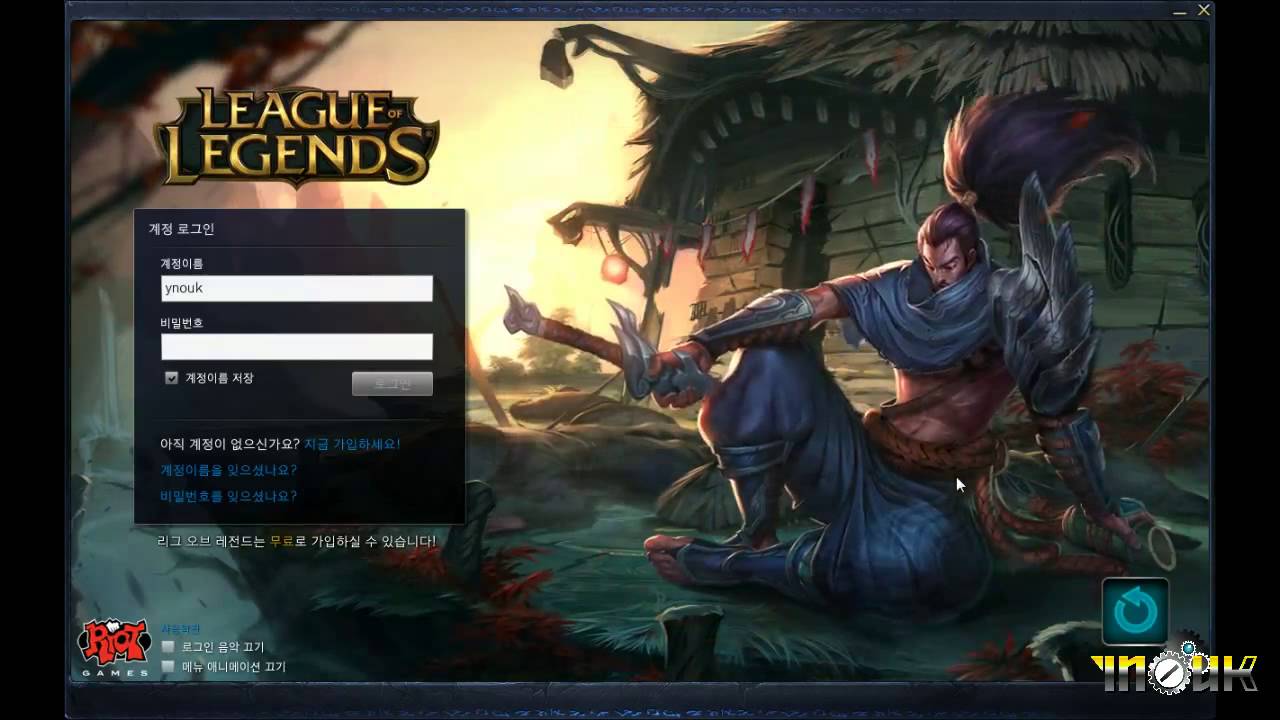 LEAGUE OF
LEGENDS
계정 로그인
계정이름
ynouk
비밀번호
계정이름 저장
로그인
아직 계정이 없으신가요? 지금 가입하세요!
계정이름을 잊으셨나요?
비밀번호를 잊으셨나요?
리그 오브 레전드는 무료로 가입하실 수 있습니다!
RIOT
GAMES
로그인 음악 끄기
메뉴 애니메이션 끄기
YNOUK